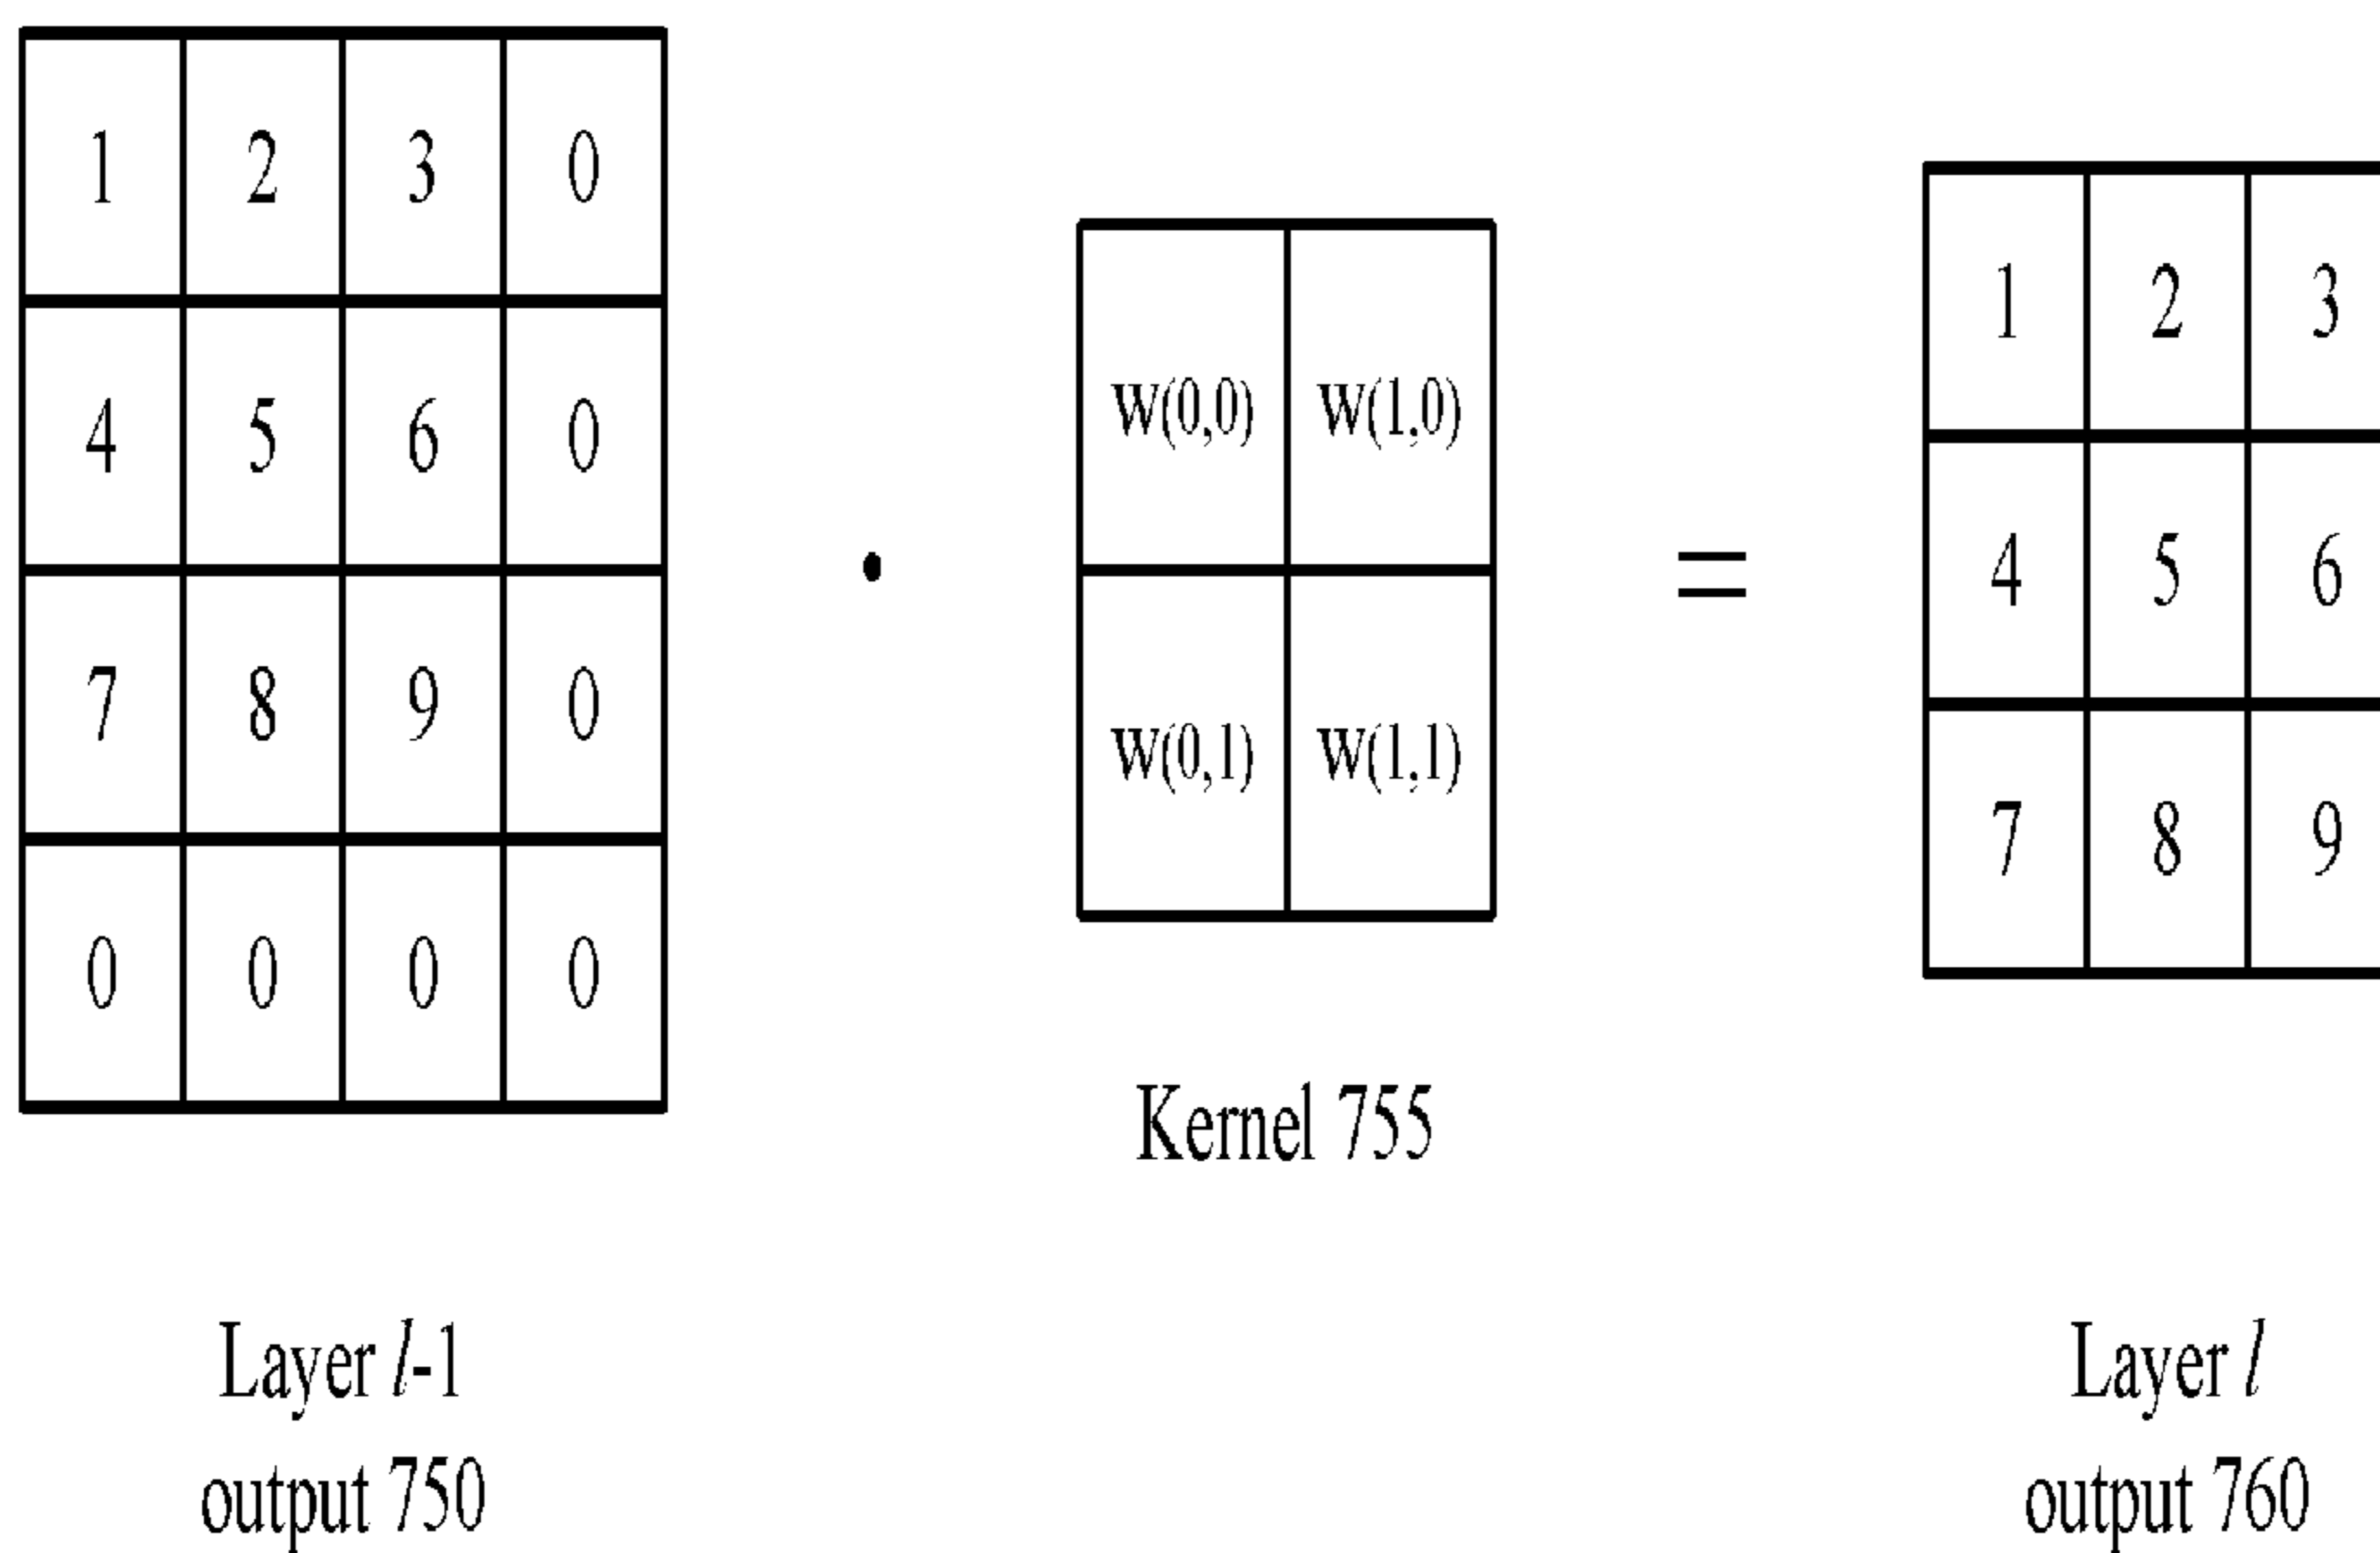 1 2 3 0
4 5 6 0
7 8 9 0
0 0 0 0
Layer l-1
output 750
•
W(0,0) W(1,0)
W(0,1) W(1,1)
Kernel 755
=
1 2 3
4 5 6
7 8 9
Layer l
output 760